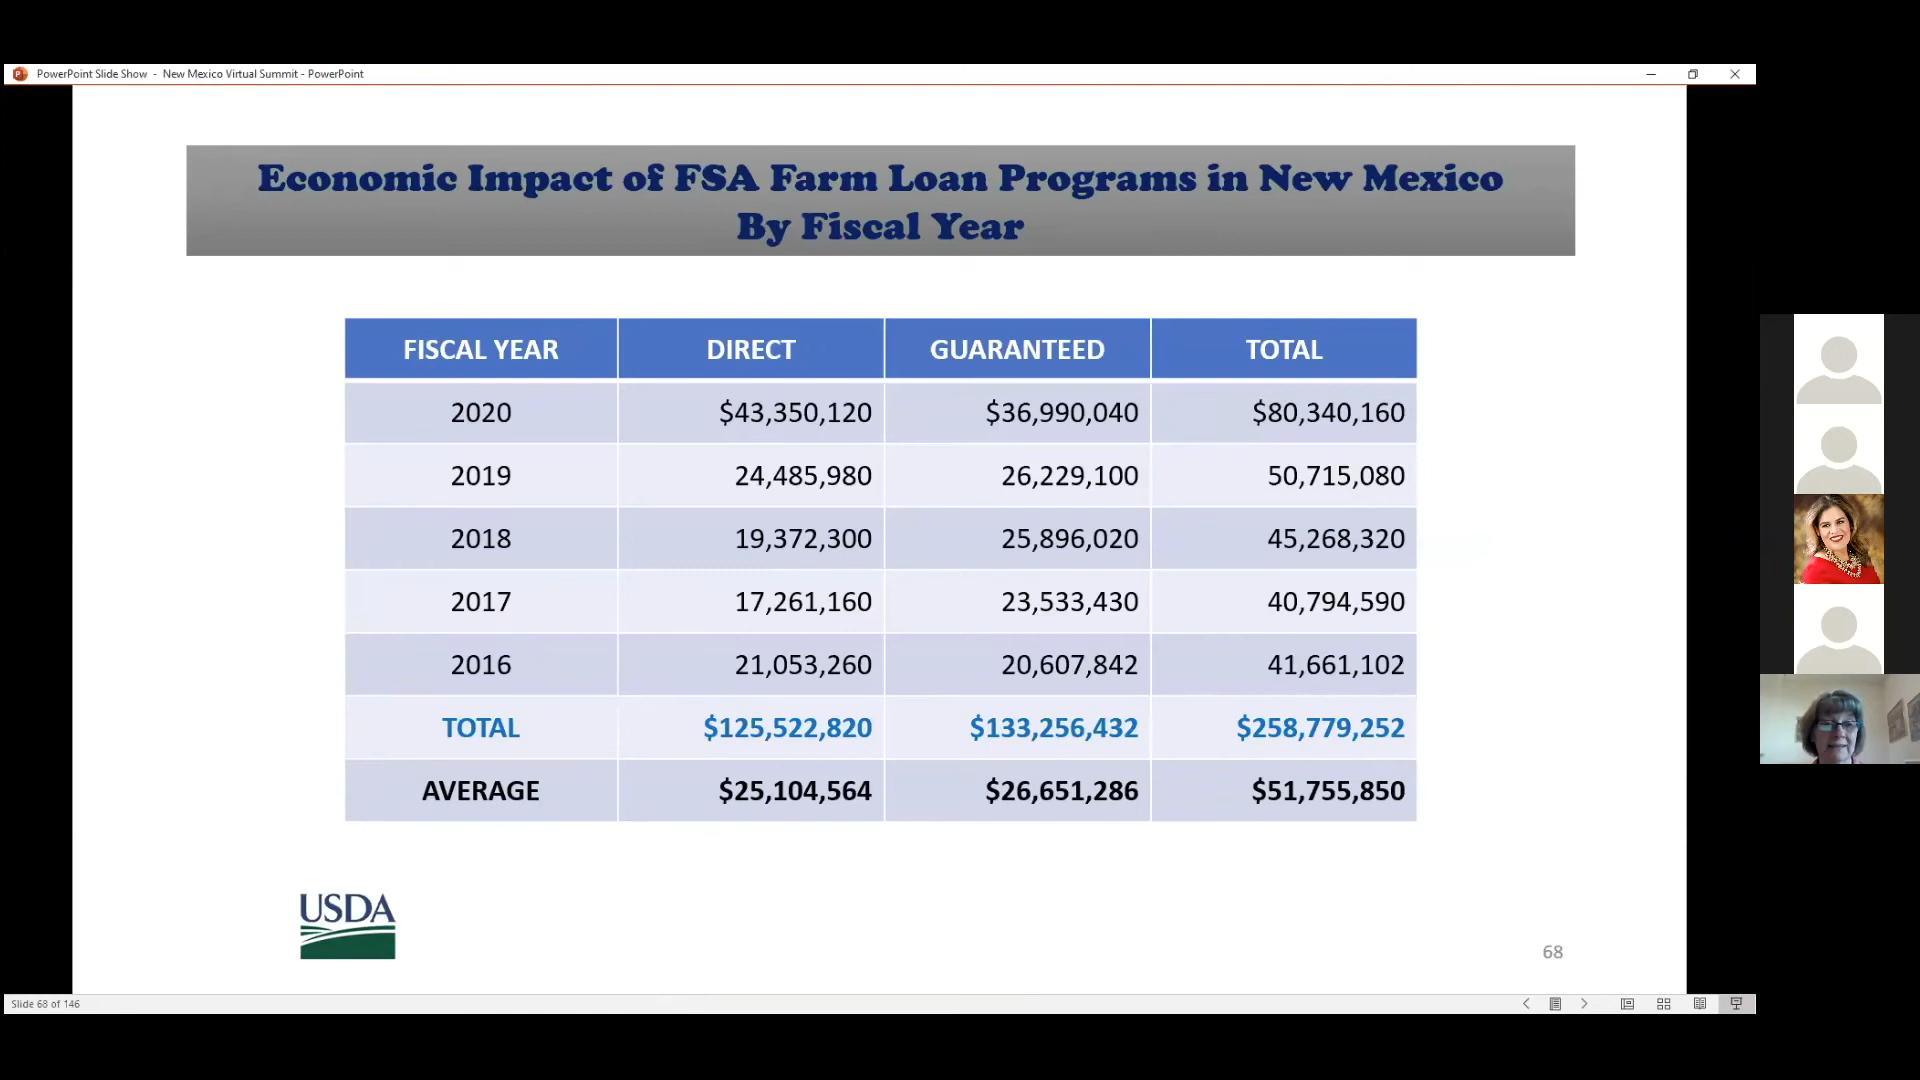 PowerPoint Slide Show - New Mexico Virtual Summit - PowerPoint
Economic Impact of FSA Farm Loan Programs in New Mexico
By Fiscal Year
FISCAL YEAR DIRECT GUARANTEED TOTAL
2020 $43,350,120 $36,990,040 $80,340,160
2019 24,485,980 26,229,100 50,715,080
2018 19,372,300 25,896,020 45,268,320
2017 17,261,160 23,533,430 40,794,590
2016 21,053,260 20,607,842 41,661,102
TOTAL $125,522,820 $133,256,432 $258,779,252
AVERAGE $25,104,564 $26,651,286 $51,755,850
USDA
68
Slide 68 of 146